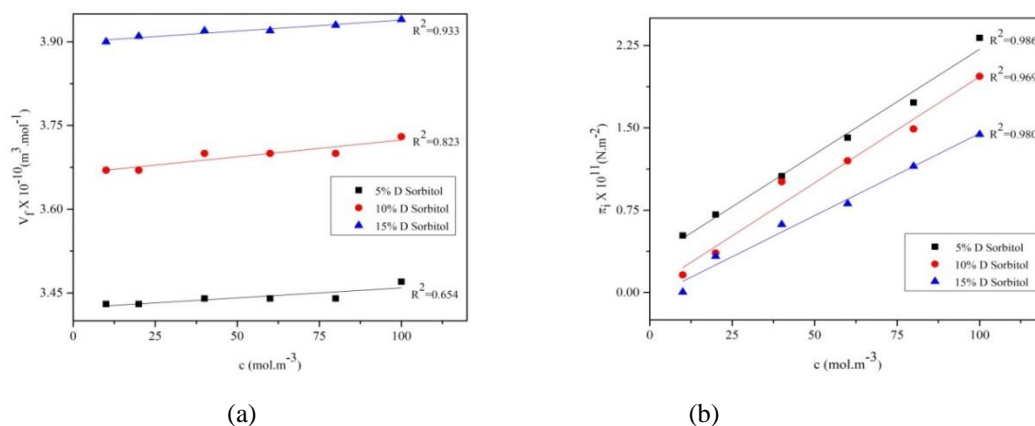 3.90
3.75
3.60
3.45
V_f X 10^-10 (m^3.mol^-1)
R^2=0.933
R^2=0.823
R^2=0.654
5% D Sorbitol
10% D Sorbitol
15% D Sorbitol
0 25 50 75 100
c (mol.m^-3)
(a)
2.25
1.50
0.75
0.00
π_i X 10^11 (N.m^-2)
R^2=0.986
R^2=0.969
R^2=0.980
5% D Sorbitol
10% D Sorbitol
15% D Sorbitol
0 25 50 75 100
c (mol.m^-3)
(b)